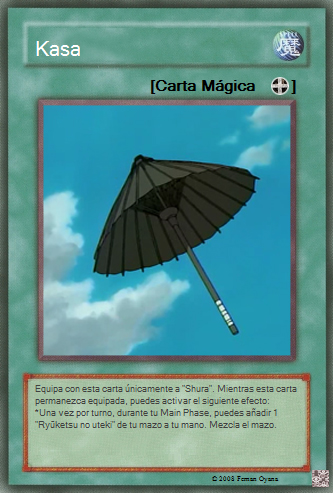 Kasa
魔
[Carta Mágica ]
Equipa con esta carta únicamente a "Shura". Mientras esta carta
permanezca equipada, puedes activar el siguiente efecto:
*Una vez por turno, durante tu Main Phase, puedes añadir 1
"Ryūketsu no uteki" de tu mazo a tu mano. Mezcla el mazo.
©2008 Fernan Oyana